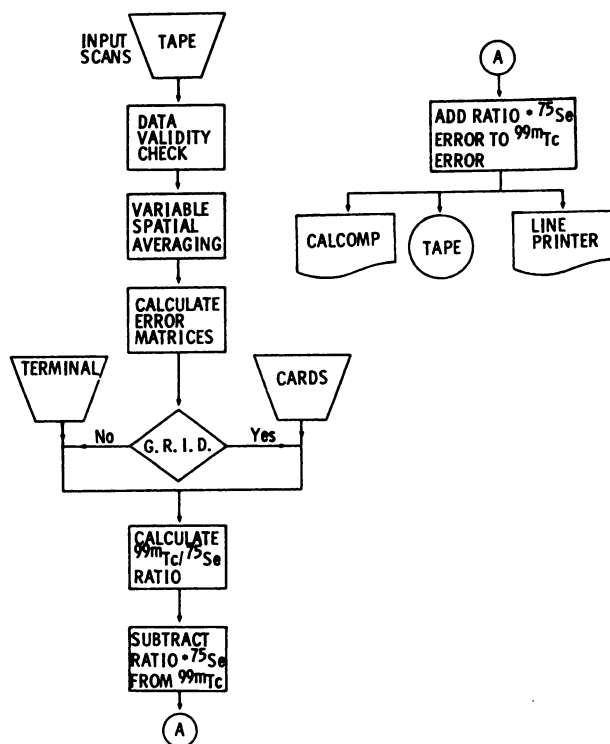 INPUT
SCANS
TAPE
DATA
VALIDITY
CHECK
VARIABLE
SPATIAL
AVERAGING
CALCULATE
ERROR
MATRICES
TERMINAL
CARDS
No
G. R. I. D.
Yes
CALCULATE
99mTc/75Se
RATIO
SUBTRACT
RATIO * 75Se
FROM 99mTc
A
A
ADD RATIO * 75Se
ERROR TO 99mTc
ERROR
CALCOMP
TAPE
LINE
PRINTER